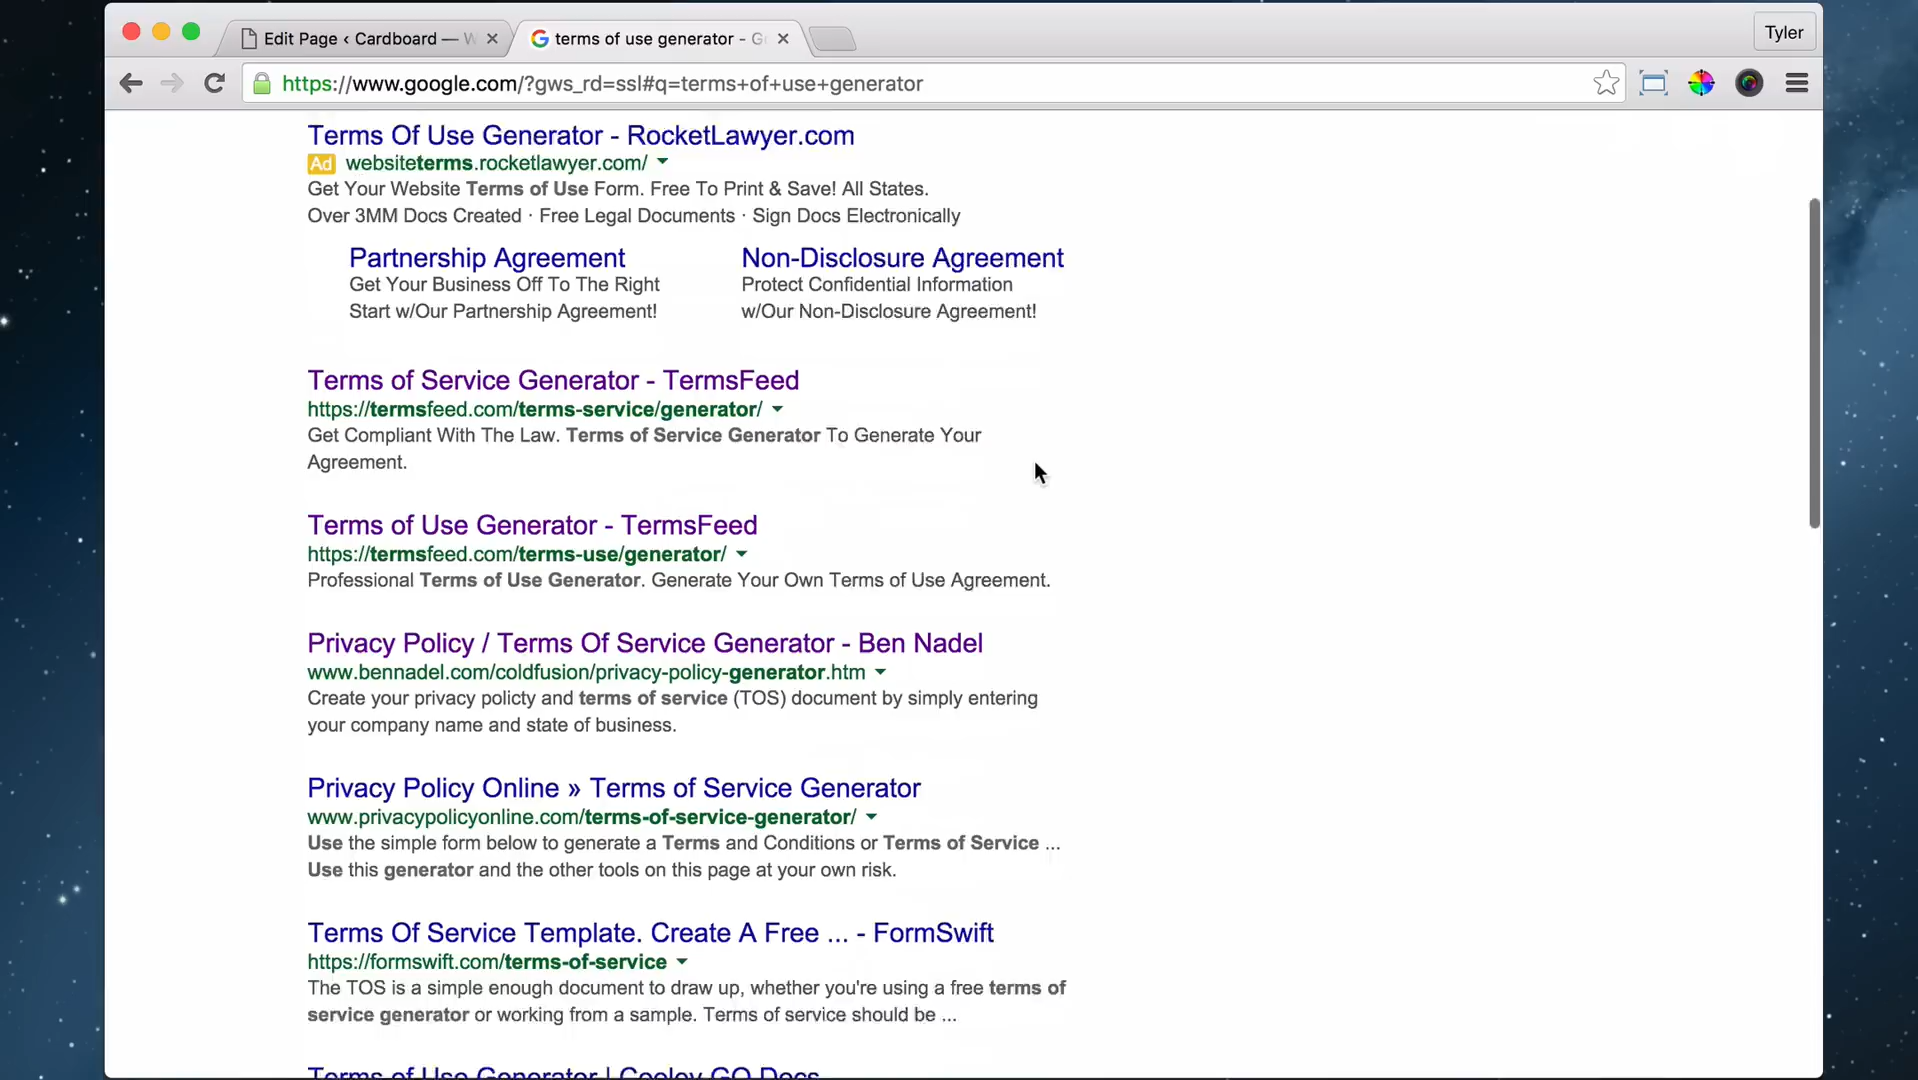 Edit Page ‹ Cardboard — W
terms of use generator - G
Tyler
https://www.google.com/?gws_rd=ssl#q=terms+of+use+generator
Terms Of Use Generator - RocketLawyer.com
Ad websiteterms.rocketlawyer.com/
Get Your Website Terms of Use Form. Free To Print & Save! All States.
Over 3MM Docs Created · Free Legal Documents · Sign Docs Electronically
Partnership Agreement
Get Your Business Off To The Right
Start w/Our Partnership Agreement!
Non-Disclosure Agreement
Protect Confidential Information
w/Our Non-Disclosure Agreement!
Terms of Service Generator - TermsFeed
https://termsfeed.com/terms-service/generator/
Get Compliant With The Law. Terms of Service Generator To Generate Your
Agreement.
Terms of Use Generator - TermsFeed
https://termsfeed.com/terms-use/generator/
Professional Terms of Use Generator. Generate Your Own Terms of Use Agreement.
Privacy Policy / Terms Of Service Generator - Ben Nadel
www.bennadel.com/coldfusion/privacy-policy-generator.htm
Create your privacy policty and terms of service (TOS) document by simply entering
your company name and state of business.
Privacy Policy Online » Terms of Service Generator
www.privacypolicyonline.com/terms-of-service-generator/
Use the simple form below to generate a Terms and Conditions or Terms of Service ...
Use this generator and the other tools on this page at your own risk.
Terms Of Service Template. Create A Free ... - FormSwift
https://formswift.com/terms-of-service
The TOS is a simple enough document to draw up, whether you're using a free terms of
service generator or working from a sample. Terms of service should be ...
Terms of Use Generator | Cooley GO Docs